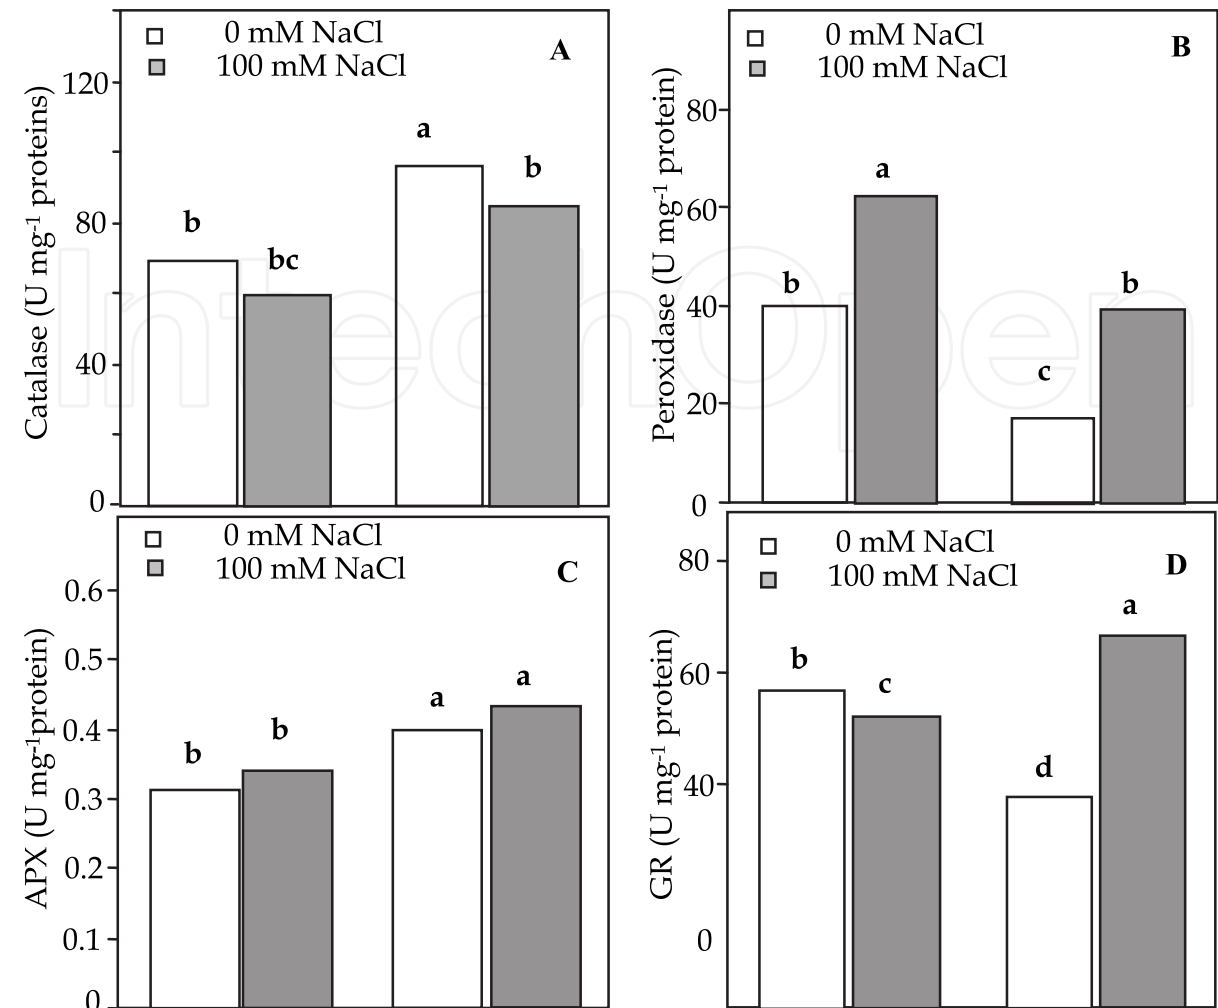 0 mM NaCl
100 mM NaCl
A
Catalase (U mg-1 proteins)
120
80
40
0
b
bc
a
b
0 mM NaCl
100 mM NaCl
B
Peroxidase (U mg-1 protein)
80
60
40
20
0
b
a
c
b
IntechOpen
0 mM NaCl
100 mM NaCl
C
APX (U mg-1protein)
0.6
0.5
0.4
0.3
0.2
0.1
0
b
b
a
a
0 mM NaCl
100 mM NaCl
D
GR (U mg-1 protein)
80
60
40
0
b
c
d
a